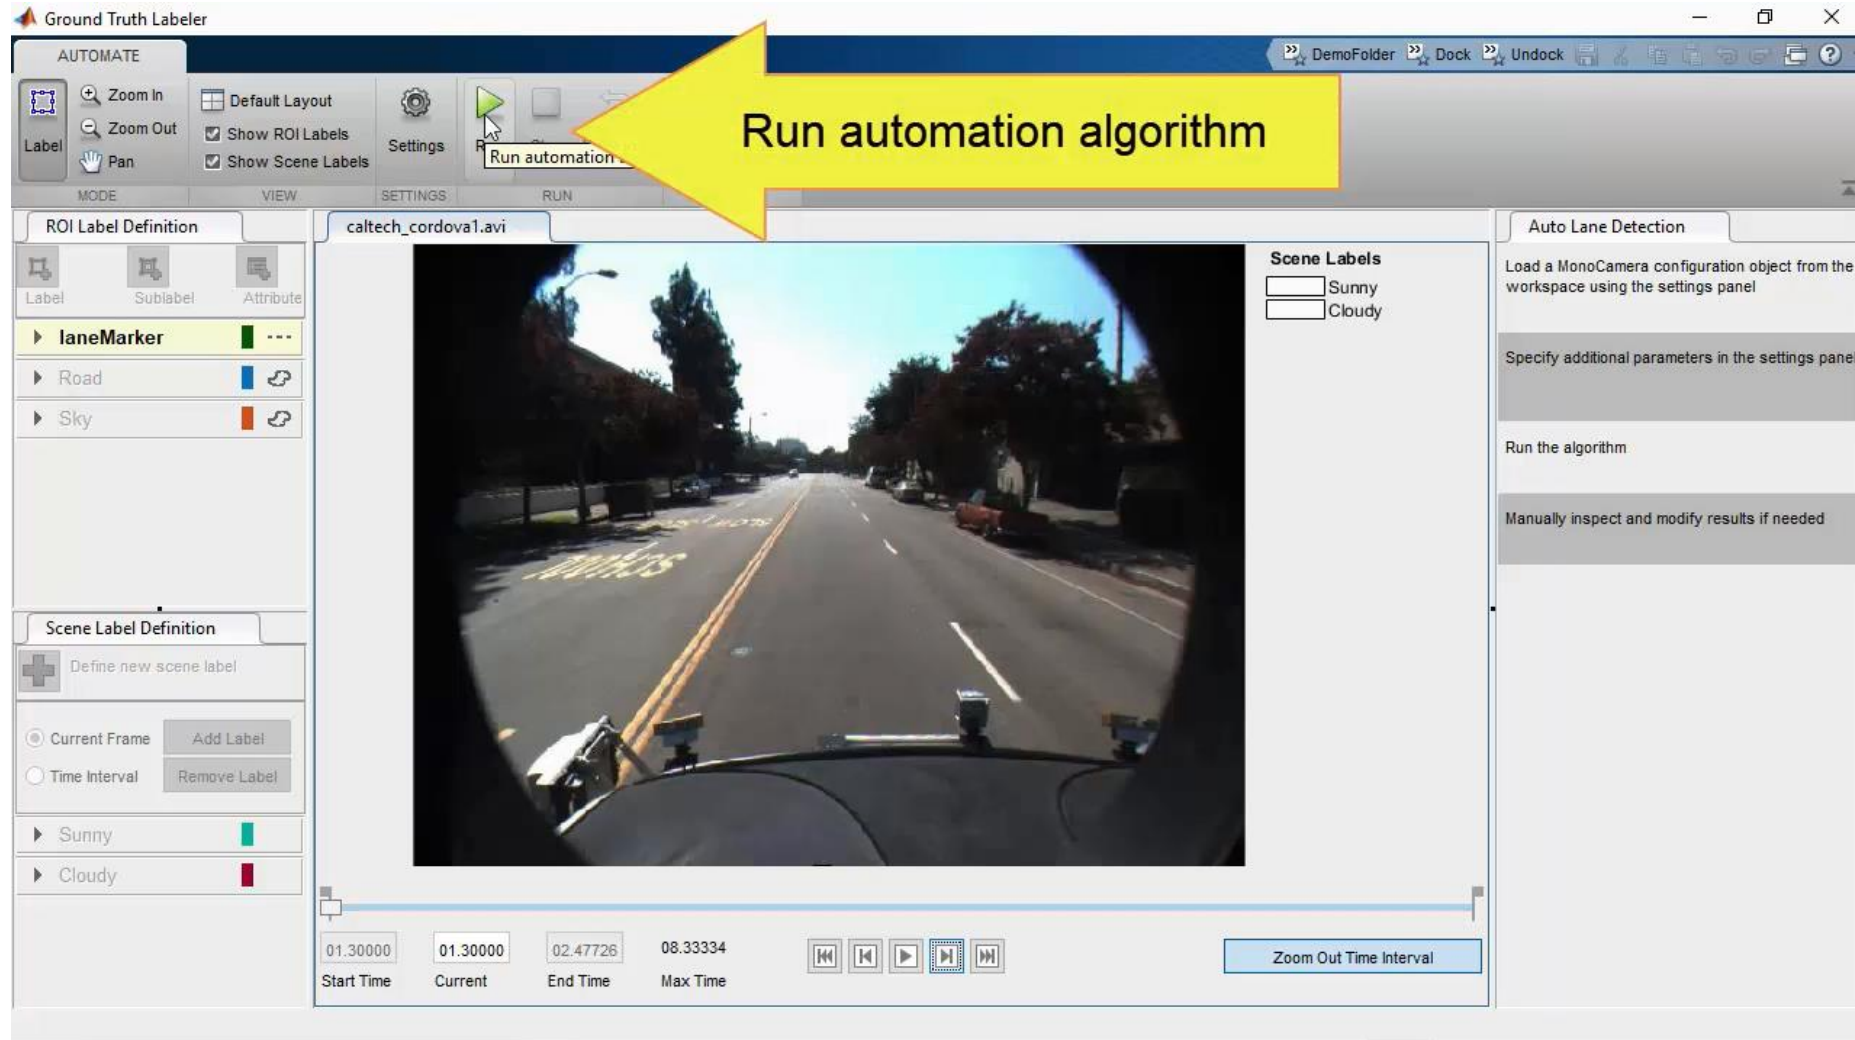 Ground Truth Labeler
AUTOMATE
DemoFolder
Dock
Undock
Label
Zoom In
Zoom Out
Pan
MODE
Default Layout
Show ROI Labels
Show Scene Labels
VIEW
Settings
SETTINGS
Run automation
RUN
Run automation algorithm
ROI Label Definition
Label
Sublabel
Attribute
laneMarker
Road
Sky
Scene Label Definition
Define new scene label
Current Frame
Add Label
Time Interval
Remove Label
Sunny
Cloudy
caltech_cordova1.avi
Scene Labels
Sunny
Cloudy
01.30000
01.30000
02.47726
08.33334
Start Time
Current
End Time
Max Time
Zoom Out Time Interval
Auto Lane Detection
Load a MonoCamera configuration object from the
workspace using the settings panel
Specify additional parameters in the settings panel
Run the algorithm
Manually inspect and modify results if needed